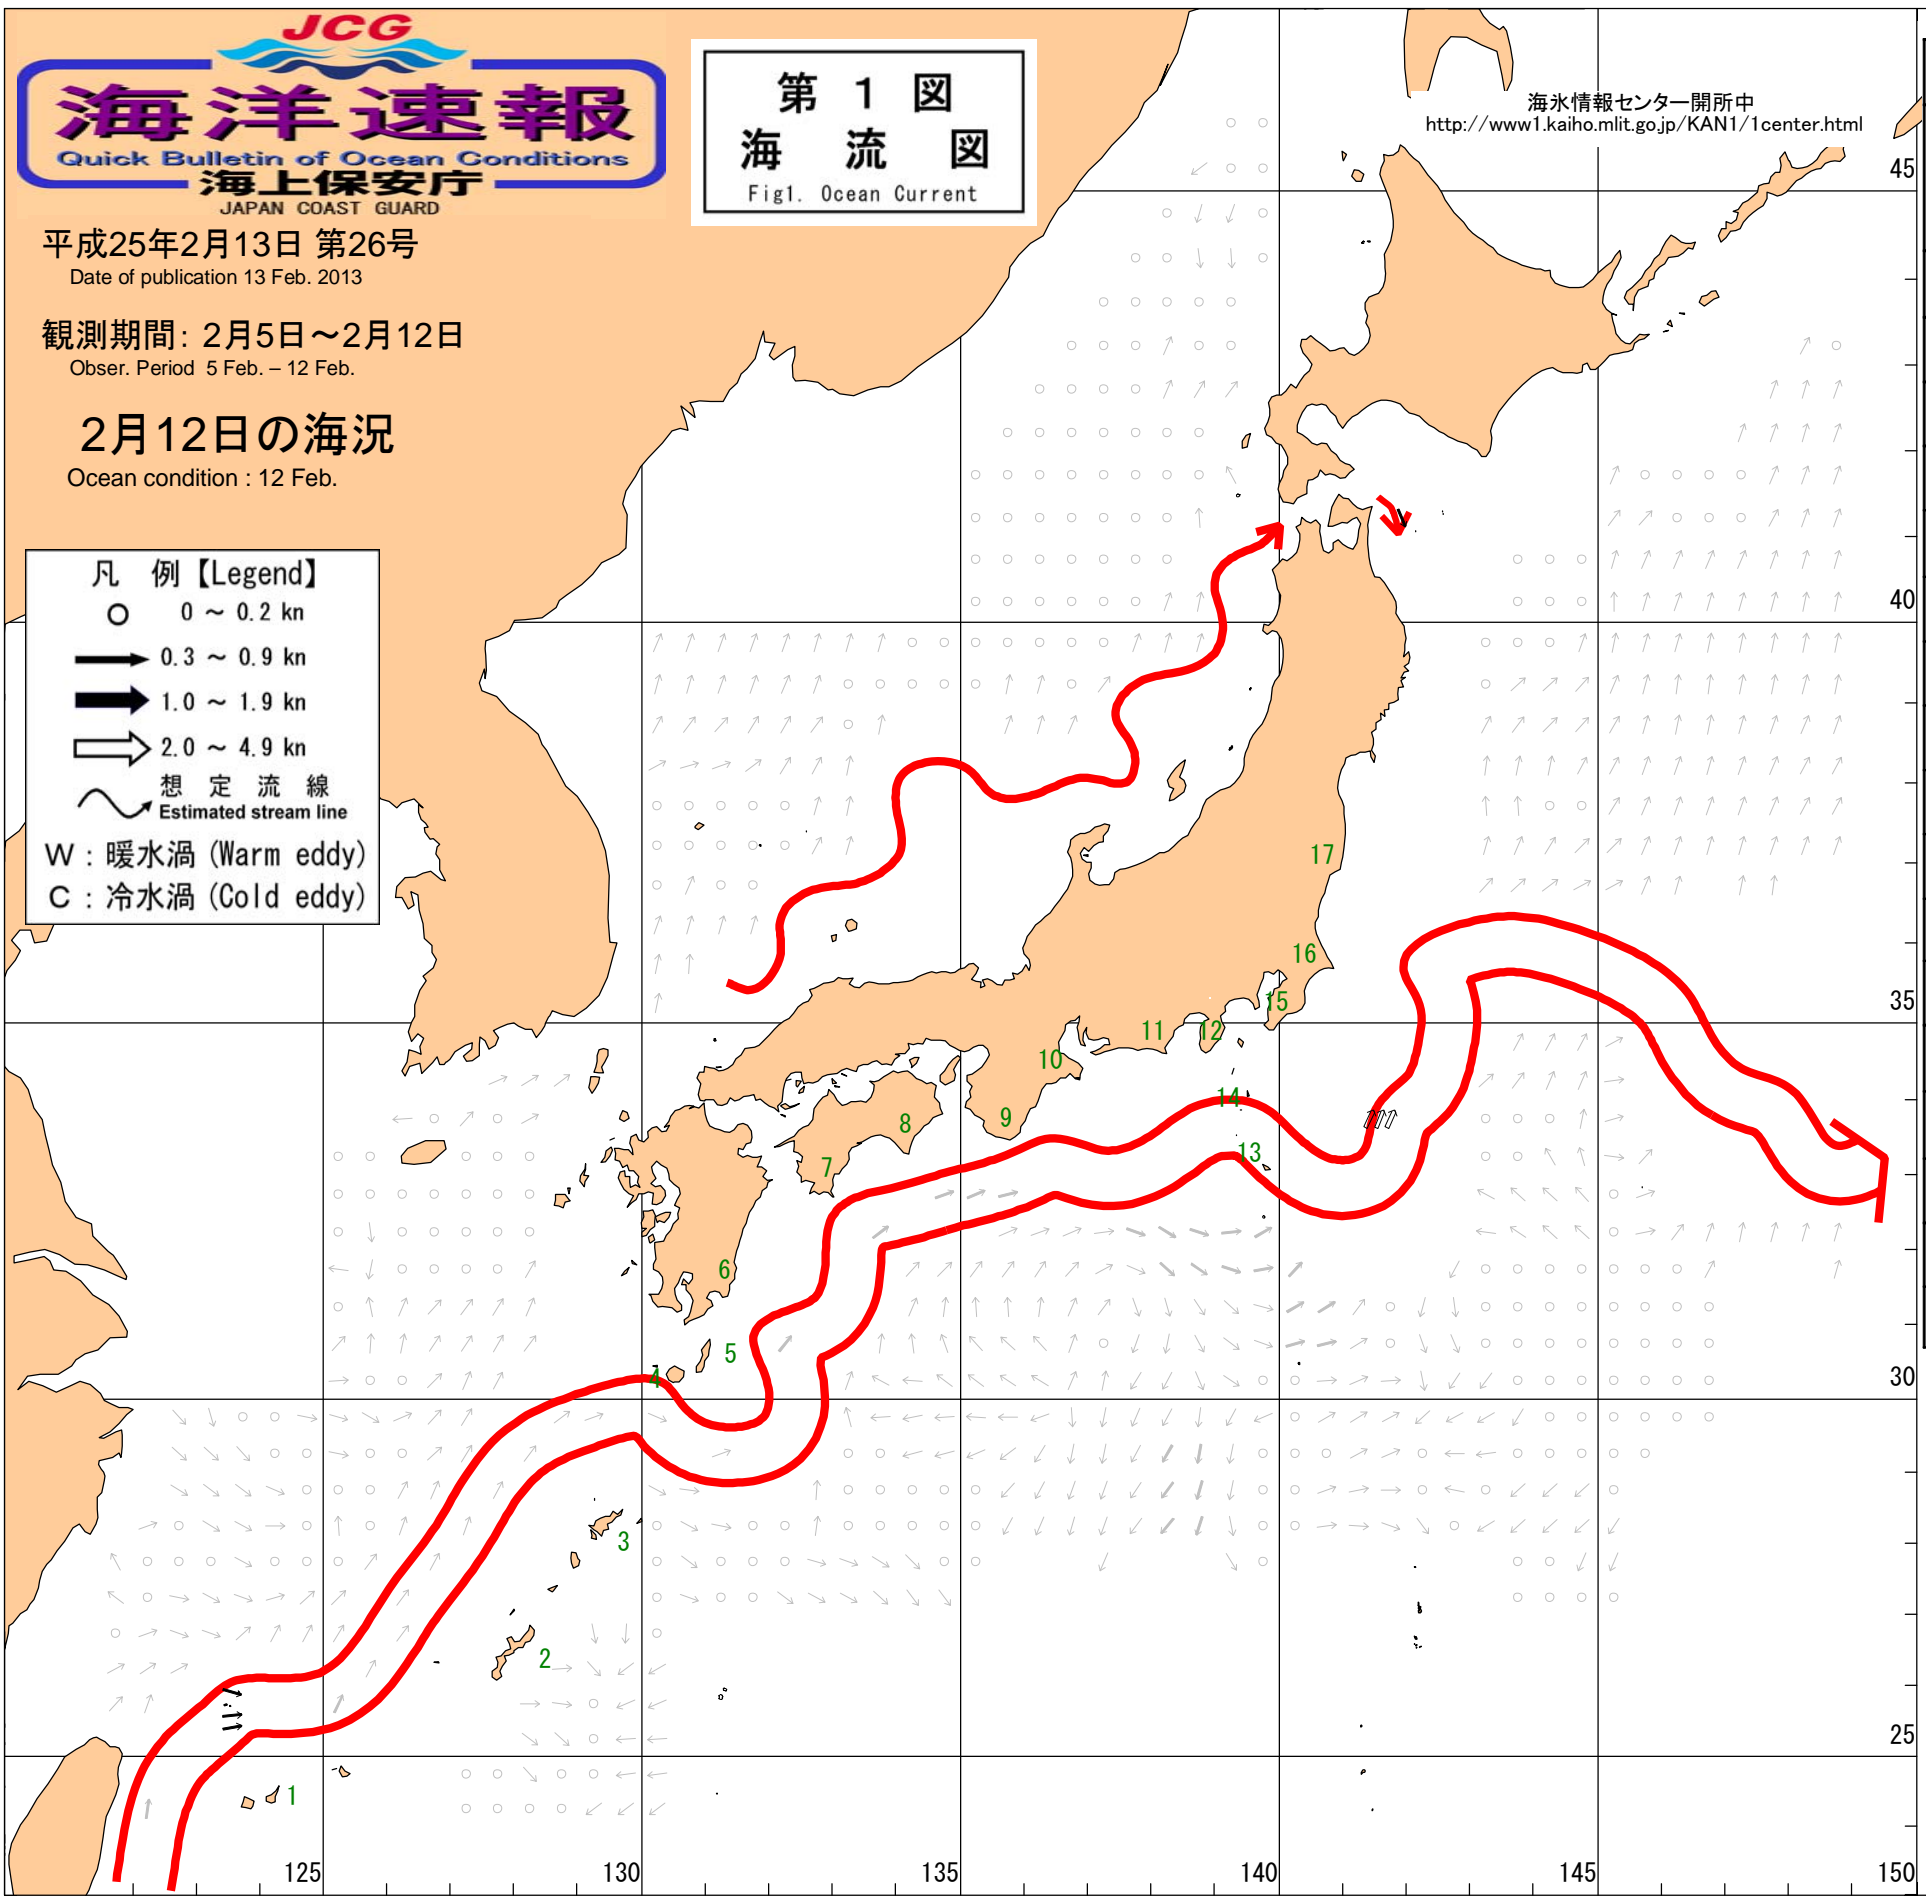 JCG
海洋速報
Quick Bulletin of Ocean Conditions
海上保安庁
JAPAN COAST GUARD
平成25年2月13日 第26号
Date of publication 13 Feb. 2013
観測期間: 2月5日～2月12日
Obser. Period 5 Feb. – 12 Feb.
2月12日の海況
Ocean condition : 12 Feb.
第 1 図
海 流 図
Fig1. Ocean Current
海氷情報センター開所中
http://www1.kaiho.mlit.go.jp/KAN1/1center.html
凡 例【Legend】
0 ～ 0.2 kn
0.3 ～ 0.9 kn
1.0 ～ 1.9 kn
2.0 ～ 4.9 kn
想 定 流 線
Estimated stream line
W : 暖水渦 (Warm eddy)
C : 冷水渦 (Cold eddy)
45
40
17
16
35
15
12
11
10
14
9
8
13
7
6
5
4
30
3
2
25
1
125
130
135
140
145
150